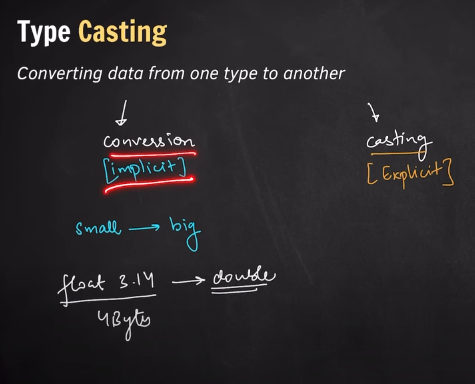 Type Casting
Converting data from one type to another
conversion
[implicit]
casting
[Explicit]
small → big
float 3.14 → double
4Bytes